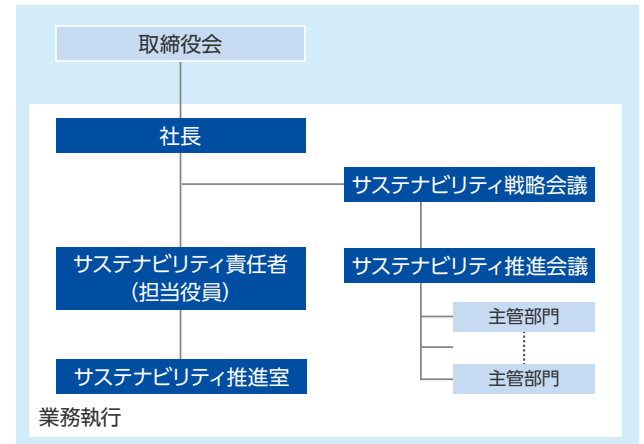 取締役会
社長
サステナビリティ戦略会議
サステナビリティ責任者
（担当役員）
サステナビリティ推進会議
主管部門
主管部門
サステナビリティ推進室
業務執行